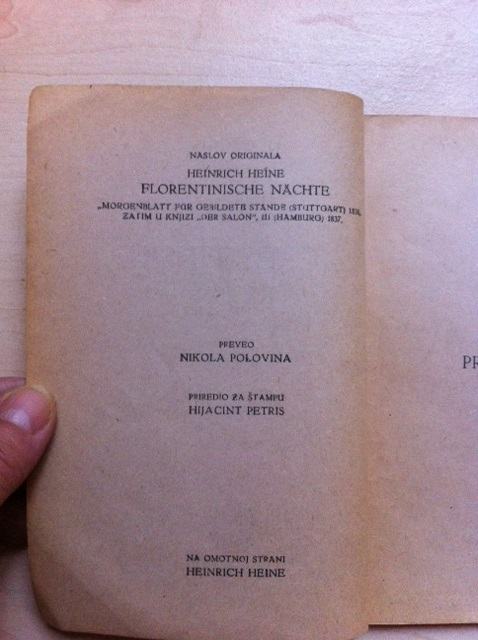 NASLOV ORIGINALA
HEINRICH HEINE
FLORENTINISCHE NÄCHTE
„MORGENBLATT FÜR GEBILDETE STÄNDE (STUTTGART) 1836,
ZATIM U KNJIZI „DER SALON", III (HAMBURG) 1837.
PREVEO
NIKOLA POLOVINA
PRIREDIO ZA ŠTAMPU
HIJACINT PETRIS
NA OMOTNOJ STRANI
HEINRICH HEINE
PR